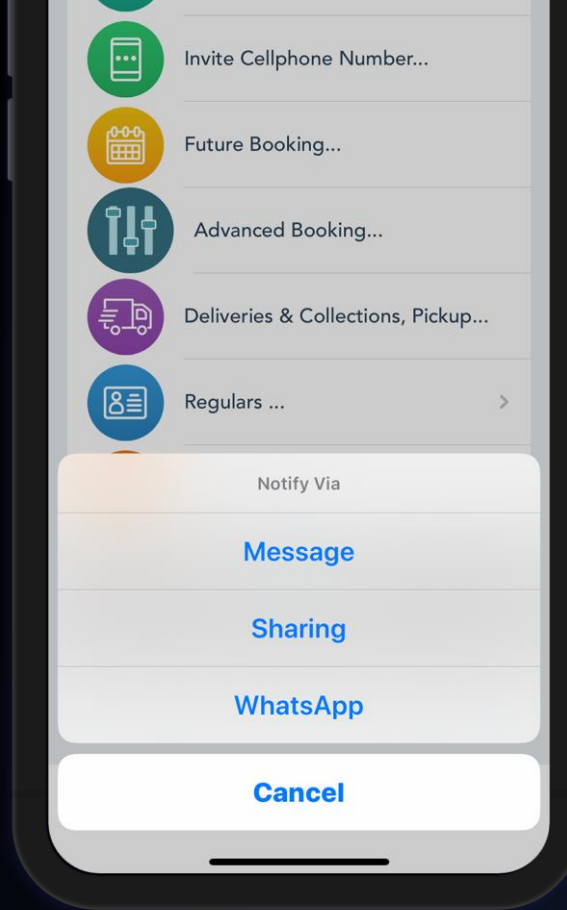 Invite Cellphone Number...
Future Booking...
Advanced Booking...
Deliveries & Collections, Pickup...
Regulars ...
Notify Via
Message
Sharing
WhatsApp
Cancel